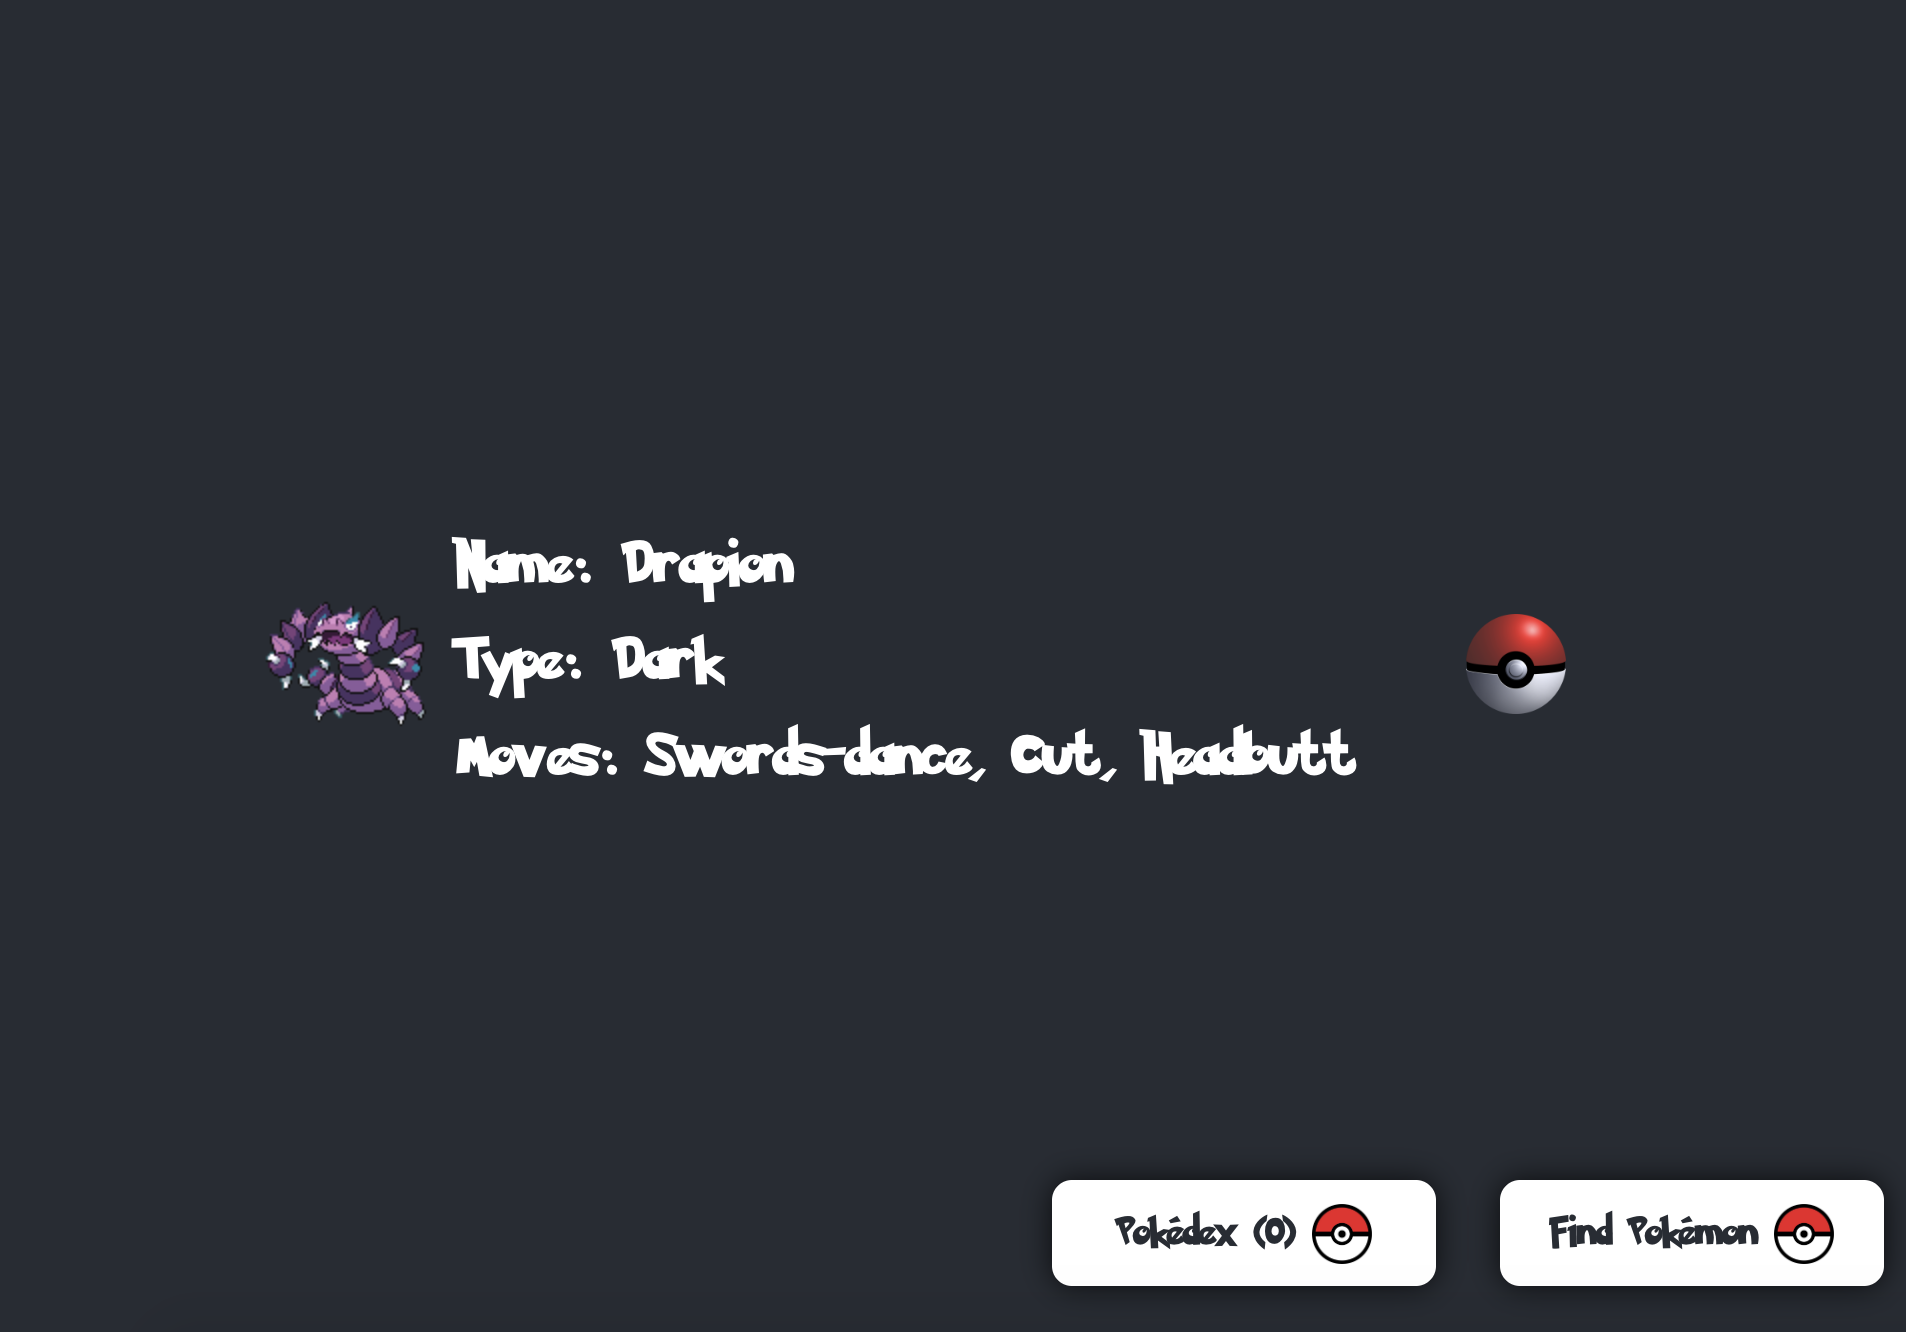 Name: Drapion
Type: Dark
Moves: Swords-dance, Cut, Headbutt
Pokédex (0)
Find Pokémon